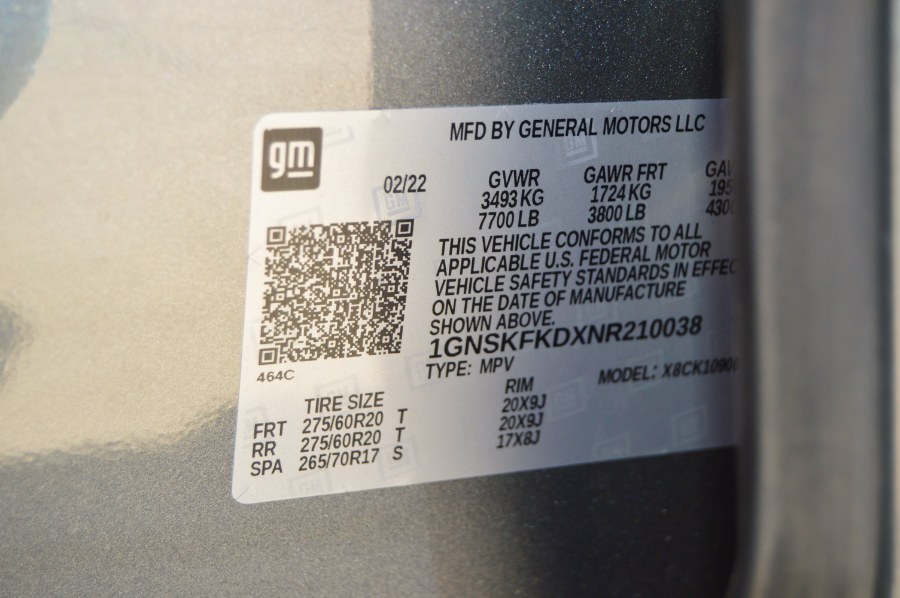 gm
MFD BY GENERAL MOTORS LLC
02/22
GVWR GAWR FRT
3493 KG 1724 KG
7700 LB 3800 LB
THIS VEHICLE CONFORMS TO ALL
APPLICABLE U.S. FEDERAL MOTOR
VEHICLE SAFETY STANDARDS IN EFFEC
ON THE DATE OF MANUFACTURE
SHOWN ABOVE.
1GNSKFKDXNR210038
TYPE: MPV MODEL:
464C
TIRE SIZE RIM
FRT 275/60R20 T 20X9J
RR 275/60R20 T 20X9J
SPA 265/70R17 S 17X8J